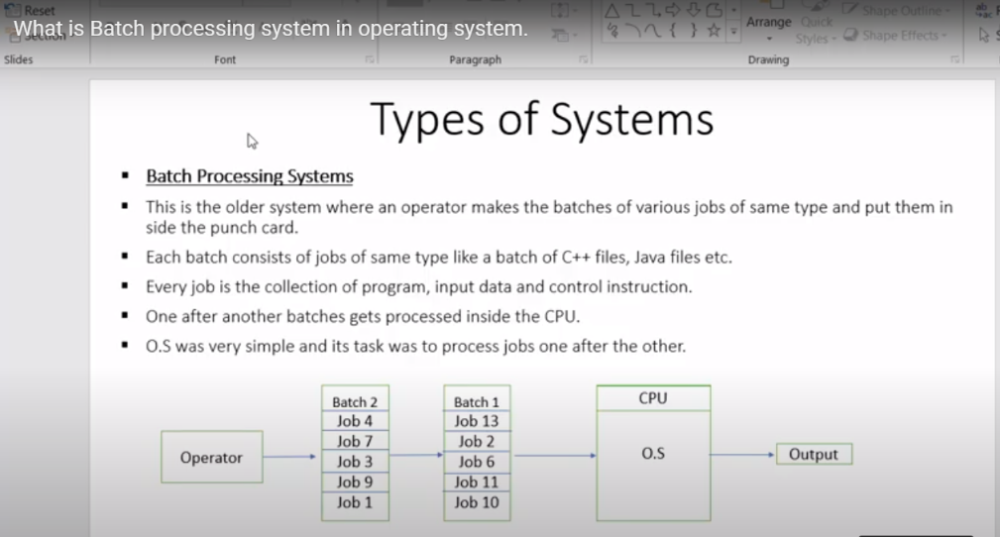 Reset
What is Batch processing system in operating system.
Section
Arrange
Quick
Styles
Shape Outline
Shape Effects
Slides
Font
Paragraph
Drawing
Types of Systems
▪ Batch Processing Systems
▪ This is the older system where an operator makes the batches of various jobs of same type and put them in
side the punch card.
▪ Each batch consists of jobs of same type like a batch of C++ files, Java files etc.
▪ Every job is the collection of program, input data and control instruction.
▪ One after another batches gets processed inside the CPU.
▪ O.S was very simple and its task was to process jobs one after the other.
Operator
Batch 2
Job 4
Job 7
Job 3
Job 9
Job 1
Batch 1
Job 13
Job 2
Job 6
Job 11
Job 10
CPU
O.S
Output